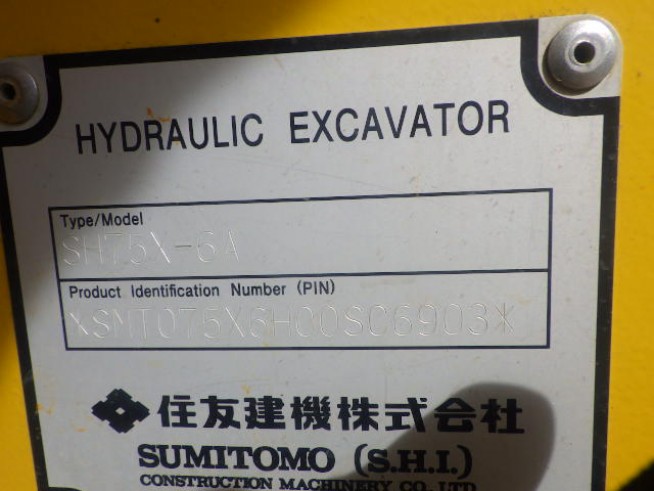 HYDRAULIC EXCAVATOR
Type/Model
SH75X-6A
Product Identification Number (PIN)
*SMT075X6H00SC6903*
住友建機株式会社
SUMITOMO (S.H.I.)
CONSTRUCTION MACHINERY CO., LTD.